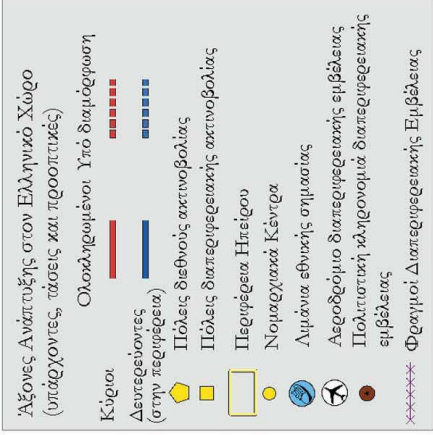 Άξονες Ανάπτυξης στον Ελληνικό Χώρο
(υπάρχοντες, τάσεις και προοπτικές)
Ολοκληρωμένοι Υπό διαμόρφωση
Κύριοι
Δευτερεύοντες
(στην περιφέρεια)
Πόλεις διεθνούς ακτινοβολίας
Πόλεις διαπεριφερειακής ακτινοβολίας
Περιφέρεια Ηπείρου
Νομαρχιακά Κέντρα
Λιμάνια εθνικής σημασίας
Αεροδρόμιο διαπεριφερειακής εμβέλειας
Πολιτιστική κληρονομιά διαπεριφερειακής
εμβέλειας
Φραγμοί Διαπεριφερειακής Εμβέλειας